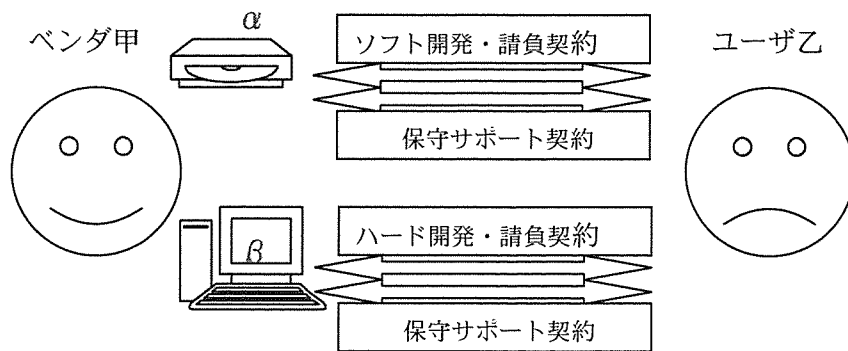 ベンダ甲
α
ソフト開発・請負契約
ユーザ乙
保守サポート契約
β
ハード開発・請負契約
保守サポート契約